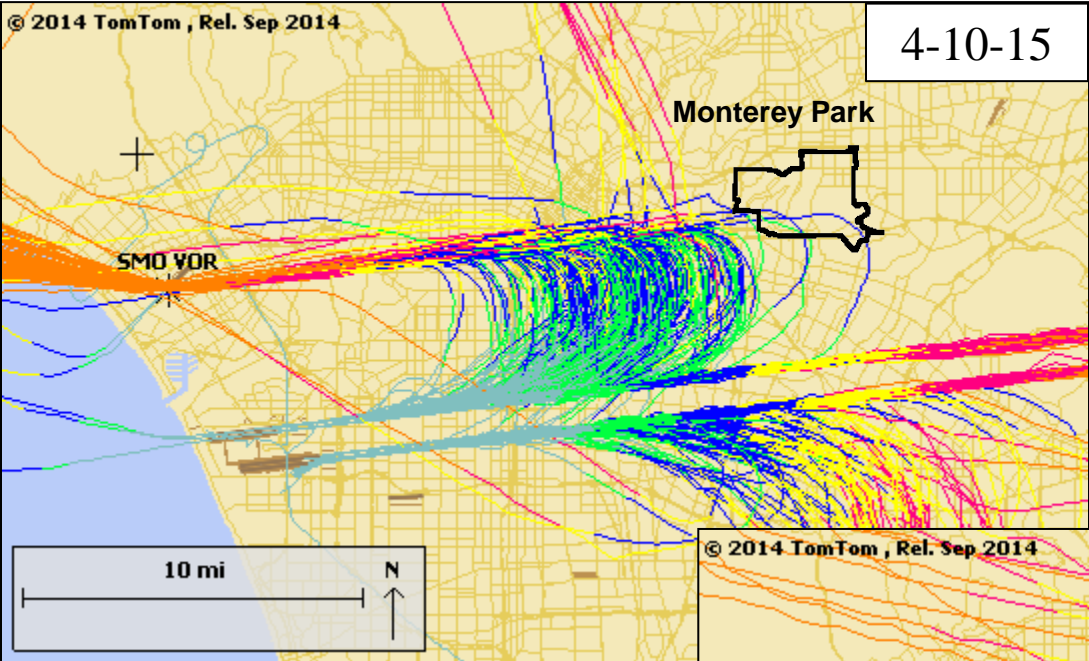 © 2014 TomTom , Rel. Sep 2014
4-10-15
Monterey Park
SMO VOR
10 mi
N
© 2014 TomTom , Rel. Sep 2014